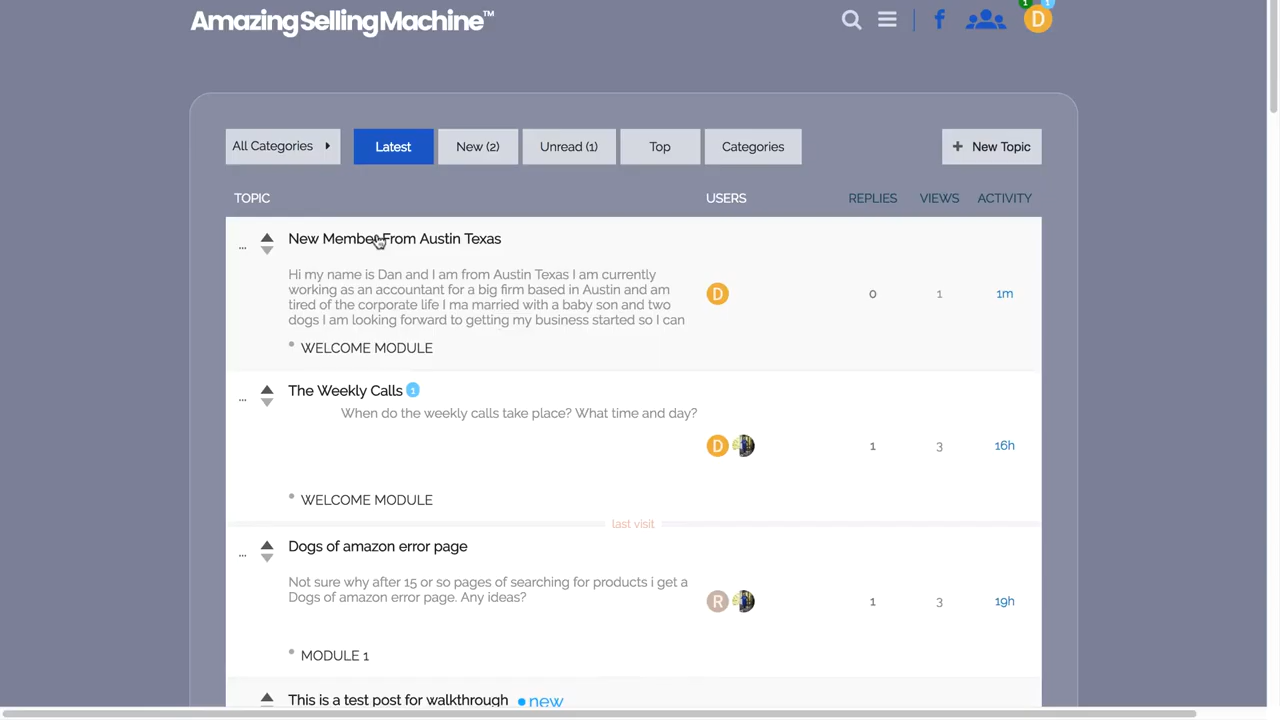 AmazingSellingMachine™
1 1
D
All Categories
Latest
New (2)
Unread (1)
Top
Categories
+ New Topic
TOPIC USERS REPLIES VIEWS ACTIVITY
... New Member From Austin Texas
Hi my name is Dan and I am from Austin Texas I am currently
working as an accountant for a big firm based in Austin and am
tired of the corporate life I ma married with a baby son and two
dogs I am looking forward to getting my business started so I can
D 0 1 1m
WELCOME MODULE
... The Weekly Calls 1
When do the weekly calls take place? What time and day?
D 1 3 16h
WELCOME MODULE
last visit
... Dogs of amazon error page
Not sure why after 15 or so pages of searching for products i get a
Dogs of amazon error page. Any ideas?
R 1 3 19h
MODULE 1
This is a test post for walkthrough • new